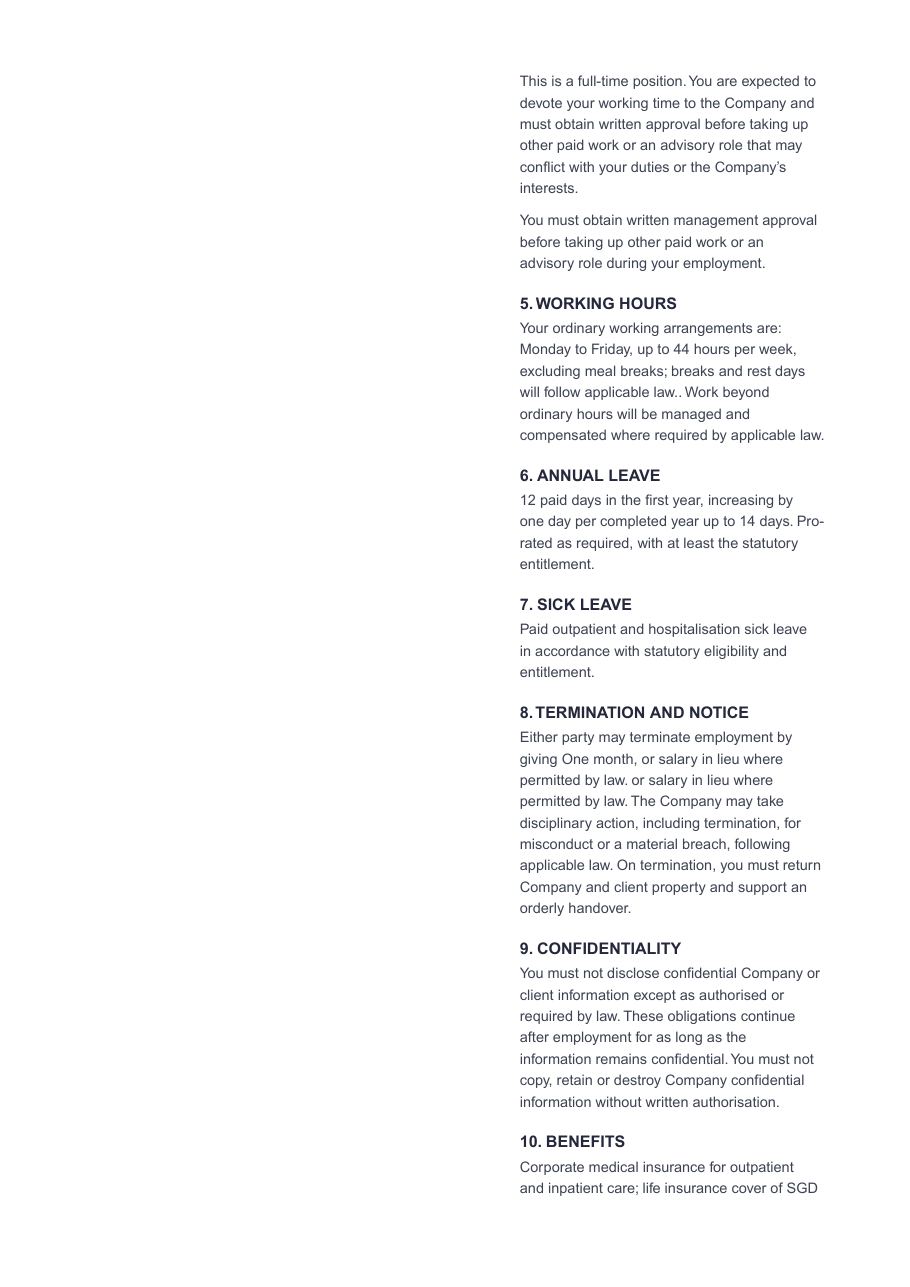 This is a full-time position. You are expected to
devote your working time to the Company and
must obtain written approval before taking up
other paid work or an advisory role that may
conflict with your duties or the Company’s
interests.
You must obtain written management approval
before taking up other paid work or an
advisory role during your employment.
5. WORKING HOURS
Your ordinary working arrangements are:
Monday to Friday, up to 44 hours per week,
excluding meal breaks; breaks and rest days
will follow applicable law.. Work beyond
ordinary hours will be managed and
compensated where required by applicable law.
6. ANNUAL LEAVE
12 paid days in the first year, increasing by
one day per completed year up to 14 days. Pro-
rated as required, with at least the statutory
entitlement.
7. SICK LEAVE
Paid outpatient and hospitalisation sick leave
in accordance with statutory eligibility and
entitlement.
8. TERMINATION AND NOTICE
Either party may terminate employment by
giving One month, or salary in lieu where
permitted by law. or salary in lieu where
permitted by law. The Company may take
disciplinary action, including termination, for
misconduct or a material breach, following
applicable law. On termination, you must return
Company and client property and support an
orderly handover.
9. CONFIDENTIALITY
You must not disclose confidential Company or
client information except as authorised or
required by law. These obligations continue
after employment for as long as the
information remains confidential. You must not
copy, retain or destroy Company confidential
information without written authorisation.
10. BENEFITS
Corporate medical insurance for outpatient
and inpatient care; life insurance cover of SGD